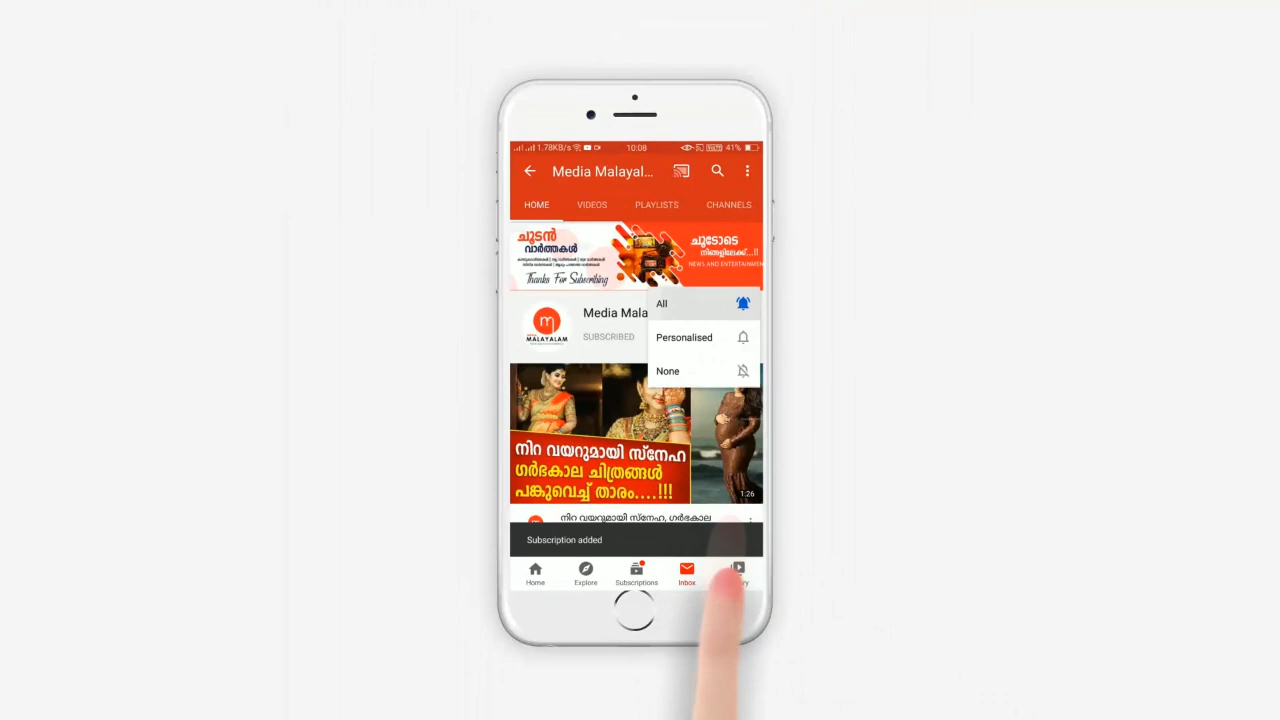 1.78KB/s 10:08 41%
Media Malayal...
HOME VIDEOS PLAYLISTS CHANNELS
ചൂടൻ
വാർത്തകൾ
Thanks For Subscribing
ചൂടോടെ
നിങ്ങളിലേക്ക്...!!
NEWS AND ENTERTAINMEN
All
Media Mala
MALAYALAM
SUBSCRIBED
Personalised
None
നിറ വയറുമായി സ്നേഹ
ഗർഭകാല ചിത്രങ്ങൾ
പങ്കുവെച്ച് താരം....!!!
1:26
നിറ വയറുമായി സ്നേഹ, ഗർഭകാല
Subscription added
Home Explore Subscriptions Inbox